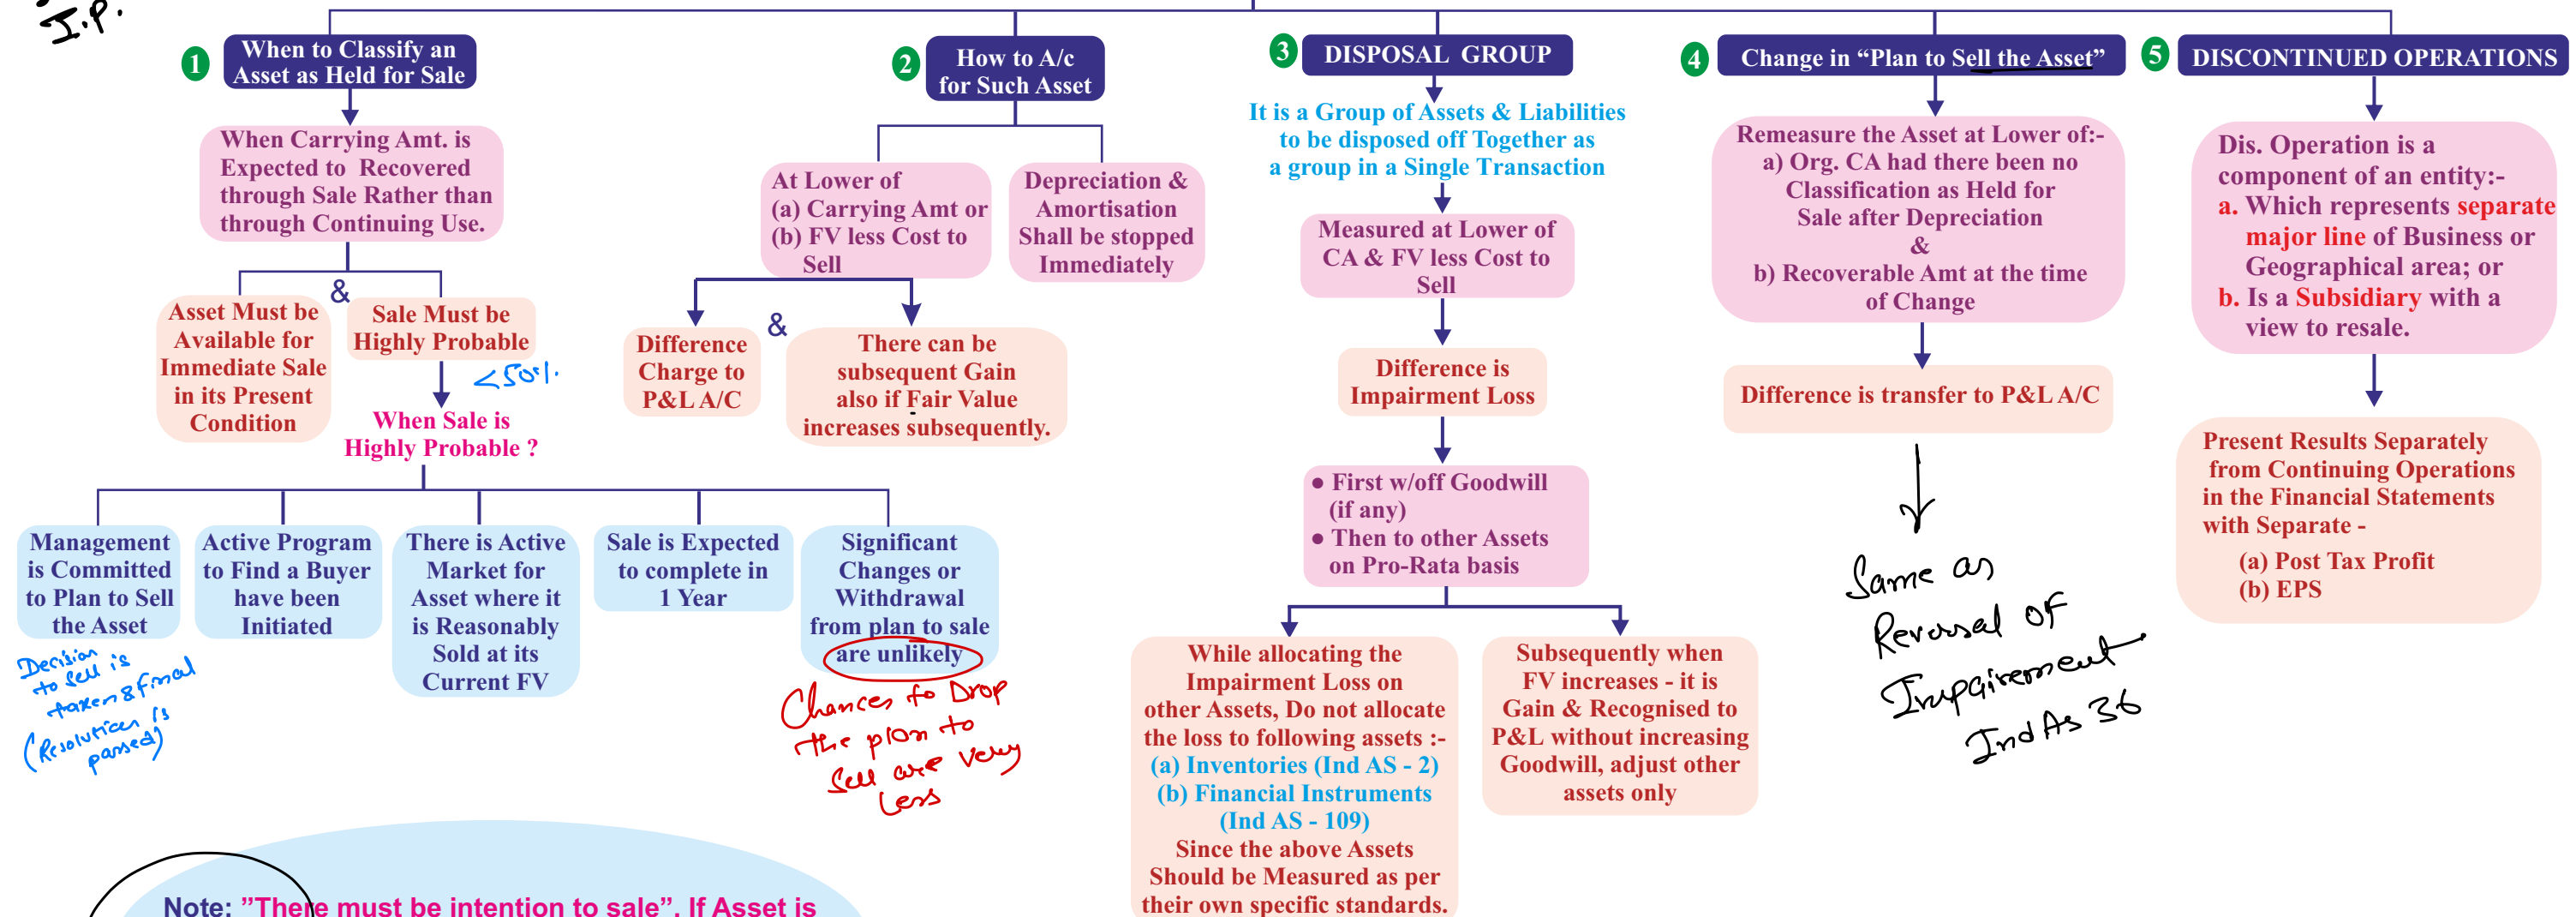 I.P.
1
When to Classify an
Asset as Held for Sale
When Carrying Amt. is
Expected to Recovered
through Sale Rather than
through Continuing Use.
&
Asset Must be
Available for
Immediate Sale
in its Present
Condition
Sale Must be
Highly Probable
<50%.
When Sale is
Highly Probable ?
Management
is Committed
to Plan to Sell
the Asset
Decision
to sell is
taken & final
(Resolution is
passed)
Active Program
to Find a Buyer
have been
Initiated
There is Active
Market for
Asset where it
is Reasonably
Sold at its
Current FV
Sale is Expected
to complete in
1 Year
Significant
Changes or
Withdrawal
from plan to sale
are unlikely
Chances to Drop
the plan to
Sell are very
Less
2
How to A/c
for Such Asset
At Lower of
(a) Carrying Amt or
(b) FV less Cost to
Sell
Depreciation &
Amortisation
Shall be stopped
Immediately
Difference
Charge to
P&L A/C
&
There can be
subsequent Gain
also if Fair Value
increases subsequently.
3
DISPOSAL GROUP
It is a Group of Assets & Liabilities
to be disposed off Together as
a group in a Single Transaction
Measured at Lower of
CA & FV less Cost to
Sell
Difference is
Impairment Loss
● First w/off Goodwill
(if any)
● Then to other Assets
on Pro-Rata basis
While allocating the
Impairment Loss on
other Assets, Do not allocate
the loss to following assets :-
(a) Inventories (Ind AS - 2)
(b) Financial Instruments
(Ind AS - 109)
Since the above Assets
Should be Measured as per
their own specific standards.
Subsequently when
FV increases - it is
Gain & Recognised to
P&L without increasing
Goodwill, adjust other
assets only
4
Change in “Plan to Sell the Asset”
Remeasure the Asset at Lower of:-
a) Org. CA had there been no
Classification as Held for
Sale after Depreciation
&
b) Recoverable Amt at the time
of Change
Difference is transfer to P&L A/C
Same as
Reversal OF
Impairement
Ind As 36
5
DISCONTINUED OPERATIONS
Dis. Operation is a
component of an entity:-
a. Which represents separate
major line of Business or
Geographical area; or
b. Is a Subsidiary with a
view to resale.
Present Results Separately
from Continuing Operations
in the Financial Statements
with Separate -
(a) Post Tax Profit
(b) EPS
Note: ”There must be intention to sale”. If Asset is